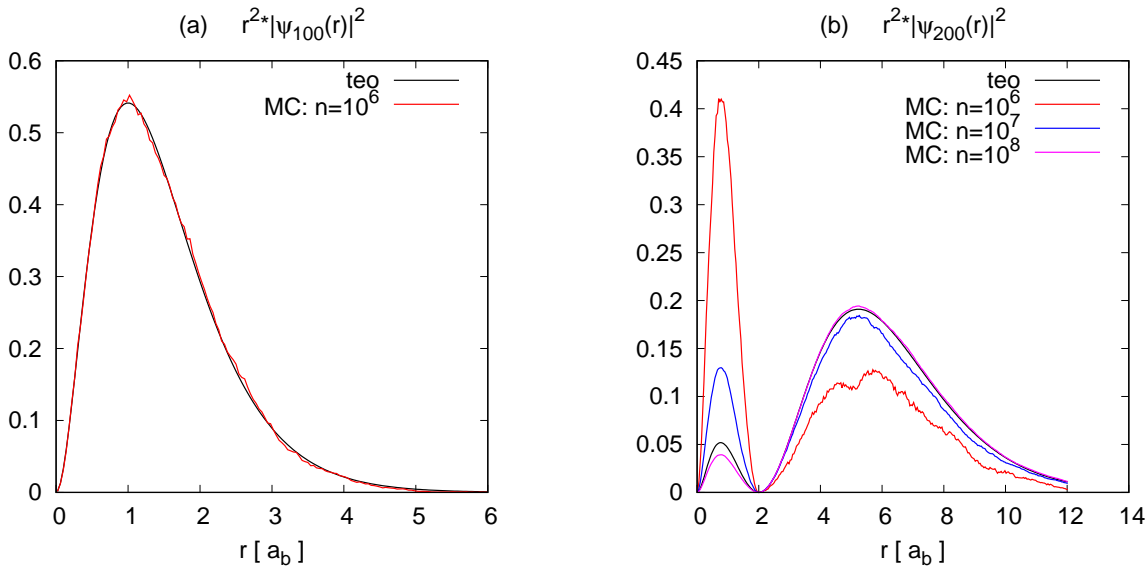 (a) r²*|ψ₁₀₀(r)|²
teo
MC: n=10⁶
0.6
0.5
0.4
0.3
0.2
0.1
0
0 1 2 3 4 5 6
r [ a_b ]
(b) r²*|ψ₂₀₀(r)|²
teo
MC: n=10⁶
MC: n=10⁷
MC: n=10⁸
0.45
0.4
0.35
0.3
0.25
0.2
0.15
0.1
0.05
0
0 2 4 6 8 10 12 14
r [ a_b ]